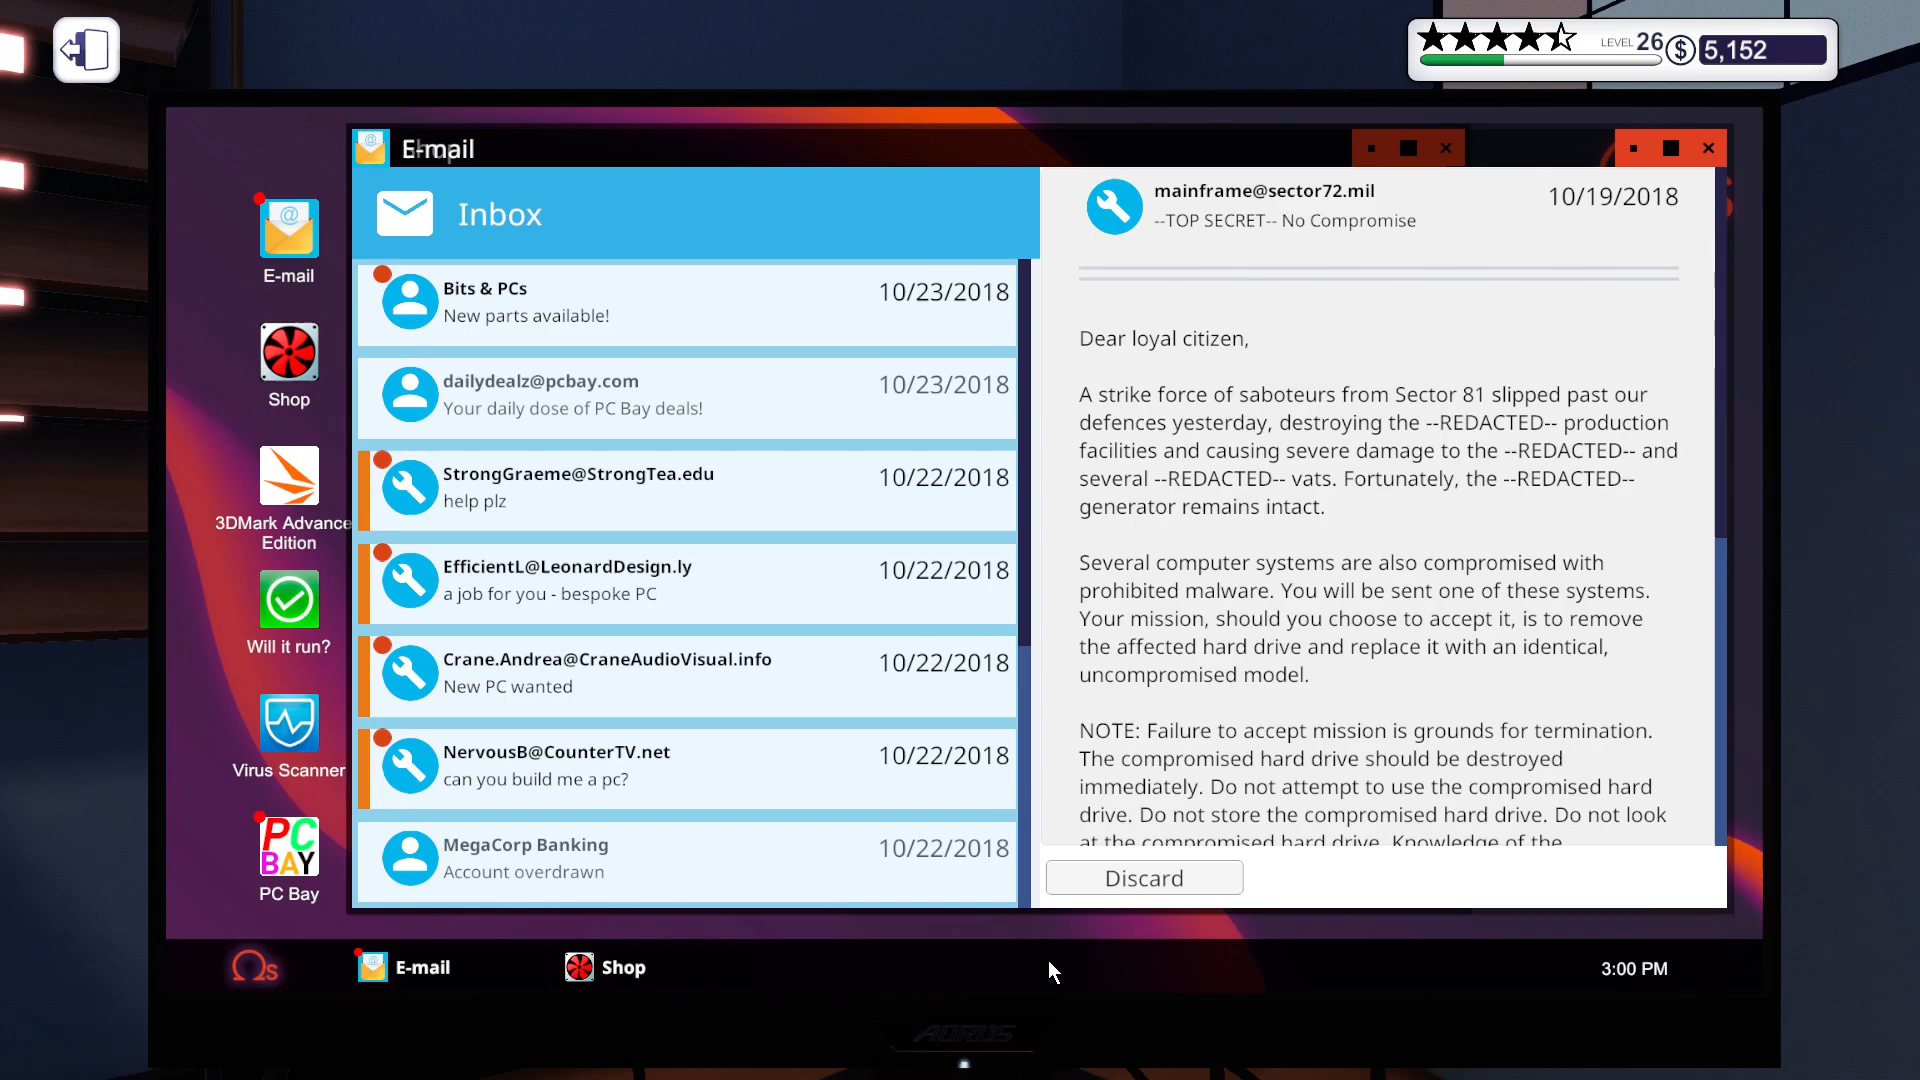 LEVEL 26
$ 5,152
E-mail
Inbox
Bits & PCs
10/23/2018
New parts available!
dailydealz@pcbay.com
10/23/2018
Your daily dose of PC Bay deals!
StrongGraeme@StrongTea.edu
10/22/2018
help plz
EfficientL@LeonardDesign.ly
10/22/2018
a job for you - bespoke PC
Crane.Andrea@CraneAudioVisual.info
10/22/2018
New PC wanted
NervousB@CounterTV.net
10/22/2018
can you build me a pc?
MegaCorp Banking
10/22/2018
Account overdrawn
mainframe@sector72.mil
10/19/2018
--TOP SECRET-- No Compromise
Dear loyal citizen,
A strike force of saboteurs from Sector 81 slipped past our
defences yesterday, destroying the --REDACTED-- production
facilities and causing severe damage to the --REDACTED-- and
several --REDACTED-- vats. Fortunately, the --REDACTED--
generator remains intact.
Several computer systems are also compromised with
prohibited malware. You will be sent one of these systems.
Your mission, should you choose to accept it, is to remove
the affected hard drive and replace it with an identical,
uncompromised model.
NOTE: Failure to accept mission is grounds for termination.
The compromised hard drive should be destroyed
immediately. Do not attempt to use the compromised hard
drive. Do not store the compromised hard drive. Do not look
at the compromised hard drive. Knowledge of the
Discard
E-mail
Shop
3DMark Advance
Edition
Will it run?
Virus Scanner
PC
BAY
PC Bay
Ωs
E-mail
Shop
3:00 PM
AORUS